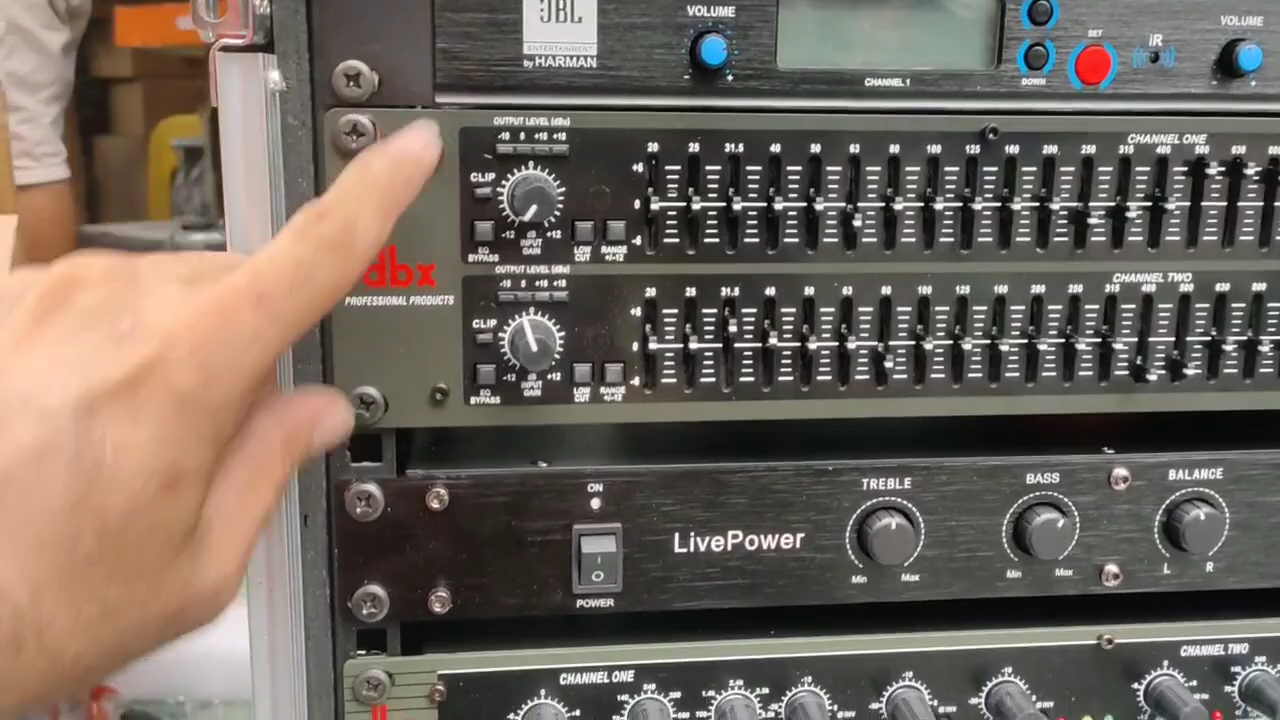 JBL
ENTERTAINMENT
by HARMAN
VOLUME
- +
CHANNEL 1
DOWN
SET
iR
VOLUME
- +
OUTPUT LEVEL (dBu)
-10 0 +10 +18
CHANNEL ONE
20 25 31.5 40 50 63 80 100 125 160 200 250 315 400 500 630 800
CLIP
0
+6
0
-6
-12 dB +12
INPUT GAIN
EQ BYPASS
LOW CUT
RANGE +/-12
dbx
PROFESSIONAL PRODUCTS
OUTPUT LEVEL (dBu)
-10 0 +10 +18
CHANNEL TWO
20 25 31.5 40 50 63 80 100 125 160 200 250 315 400 500 630 800
CLIP
0
+6
0
-6
-12 dB +12
INPUT GAIN
EQ BYPASS
LOW CUT
RANGE +/-12
ON
POWER
LivePower
TREBLE
Min Max
BASS
Min Max
BALANCE
L R
CHANNEL ONE
CHANNEL TWO